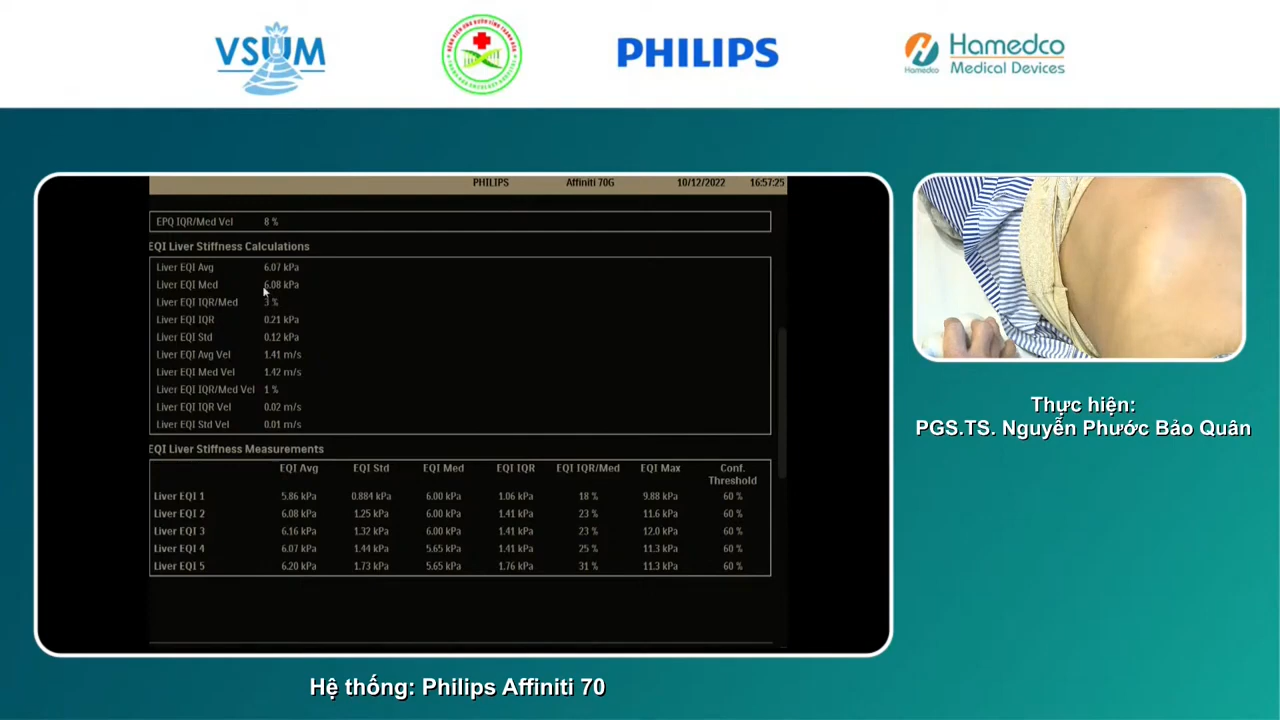 VSUM
PHILIPS
Hamedco
Hamedco
Medical Devices
PHILIPS Affiniti 70G 10/12/2022 16:57:25
EPQ IQR/Med Vel 8 %
EQI Liver Stiffness Calculations
Liver EQI Avg 6.07 kPa
Liver EQI Med 6.08 kPa
Liver EQI IQR/Med 3 %
Liver EQI IQR 0.21 kPa
Liver EQI Std 0.12 kPa
Liver EQI Avg Vel 1.41 m/s
Liver EQI Med Vel 1.42 m/s
Liver EQI IQR/Med Vel 1 %
Liver EQI IQR Vel 0.02 m/s
Liver EQI Std Vel 0.01 m/s
EQI Liver Stiffness Measurements
EQI Avg EQI Std EQI Med EQI IQR EQI IQR/Med EQI Max Conf.
Threshold
Liver EQI 1 5.86 kPa 0.884 kPa 6.00 kPa 1.06 kPa 18 % 9.88 kPa 60 %
Liver EQI 2 6.08 kPa 1.25 kPa 6.00 kPa 1.41 kPa 23 % 11.6 kPa 60 %
Liver EQI 3 6.16 kPa 1.32 kPa 6.00 kPa 1.41 kPa 23 % 12.0 kPa 60 %
Liver EQI 4 6.07 kPa 1.44 kPa 5.65 kPa 1.41 kPa 25 % 11.3 kPa 60 %
Liver EQI 5 6.20 kPa 1.73 kPa 5.65 kPa 1.76 kPa 31 % 11.3 kPa 60 %
Thực hiện:
PGS.TS. Nguyễn Phước Bảo Quân
Hệ thống: Philips Affiniti 70